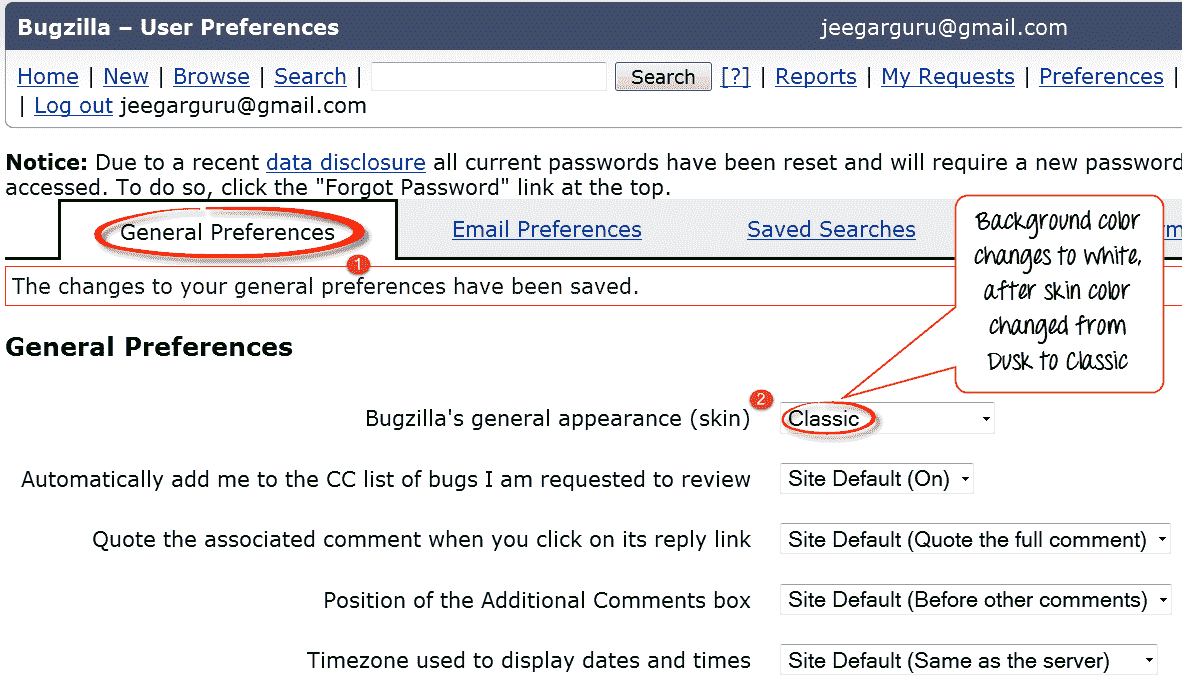 Bugzilla – User Preferences jeegarguru@gmail.com
Home | New | Browse | Search | Search [?] | Reports | My Requests | Preferences |
| Log out jeegarguru@gmail.com
Notice: Due to a recent data disclosure all current passwords have been reset and will require a new password
accessed. To do so, click the "Forgot Password" link at the top.
General Preferences Email Preferences Saved Searches
1
The changes to your general preferences have been saved.
Background color
changes to white,
after skin color
changed from
Dusk to Classic
General Preferences
2
Bugzilla's general appearance (skin) Classic
Automatically add me to the CC list of bugs I am requested to review Site Default (On)
Quote the associated comment when you click on its reply link Site Default (Quote the full comment)
Position of the Additional Comments box Site Default (Before other comments)
Timezone used to display dates and times Site Default (Same as the server)